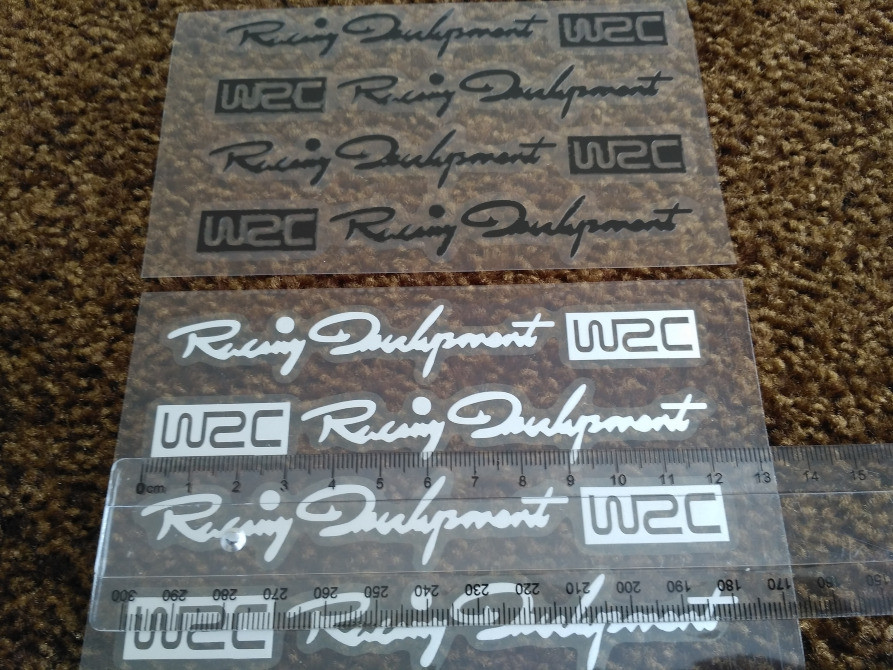 Racing Development WRC
WRC Racing Development
Racing Development WRC
WRC Racing Development
Racing Development WRC
WRC Racing Development
0cm 1 2 3 4 5 6 7 8 9 10 11 12 13 14 15
Racing Development WRC
300 290 280 270 260 250 240 230 220 210 200 190 180 170 160 150
WRC Racing Development